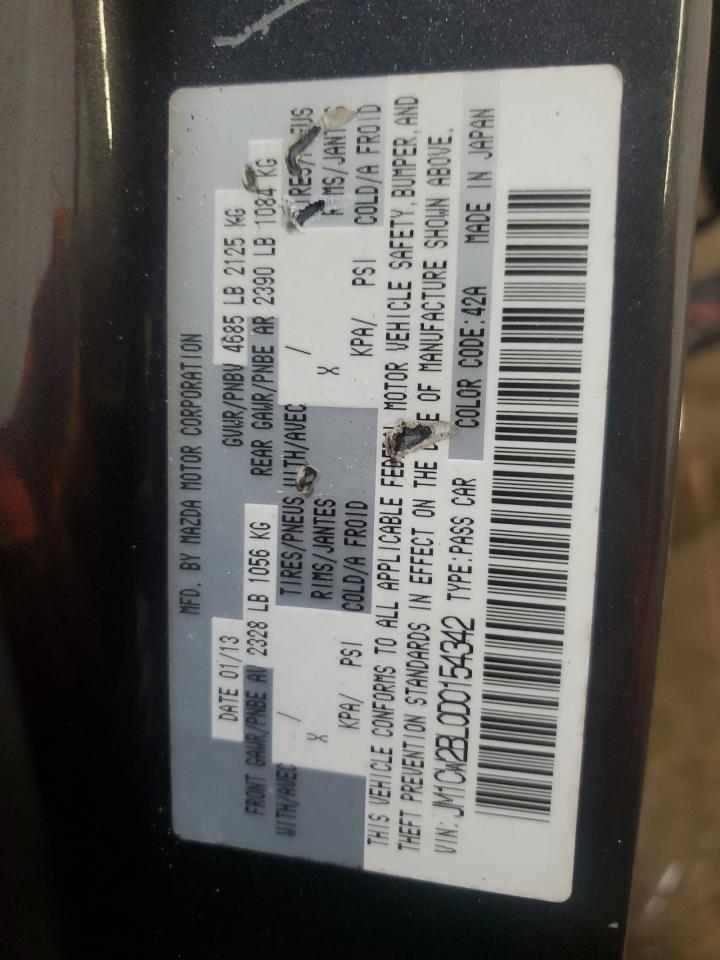 MFD. BY MAZDA MOTOR CORPORATION
DATE 01/13 GVWR/PNBV 4685 LB 2125 KG
FRONT GAWR/PNBE AV 2328 LB 1056 KG REAR GAWR/PNBE AR 2390 LB 1084 KG
WITH/AVEC / TIRES/PNEUS WITH/AVEC /
X RIMS/JANTES X
KPA/ PSI COLD/A FROID KPA/ PSI COLD/A FROID
THIS VEHICLE CONFORMS TO ALL APPLICABLE MOTOR VEHICLE SAFETY, BUMPER, AND
THEFT PREVENTION STANDARDS IN EFFECT ON THE OF MANUFACTURE SHOWN ABOVE.
VIN: JM1CW2BL0D0154342 TYPE:PASS CAR COLOR CODE:42A MADE IN JAPAN